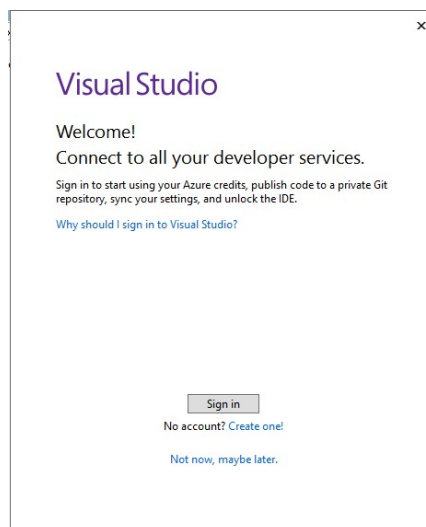 Visual Studio
Welcome!
Connect to all your developer services.
Sign in to start using your Azure credits, publish code to a private Git
repository, sync your settings, and unlock the IDE.
Why should I sign in to Visual Studio?
Sign in
No account? Create one!
Not now, maybe later.